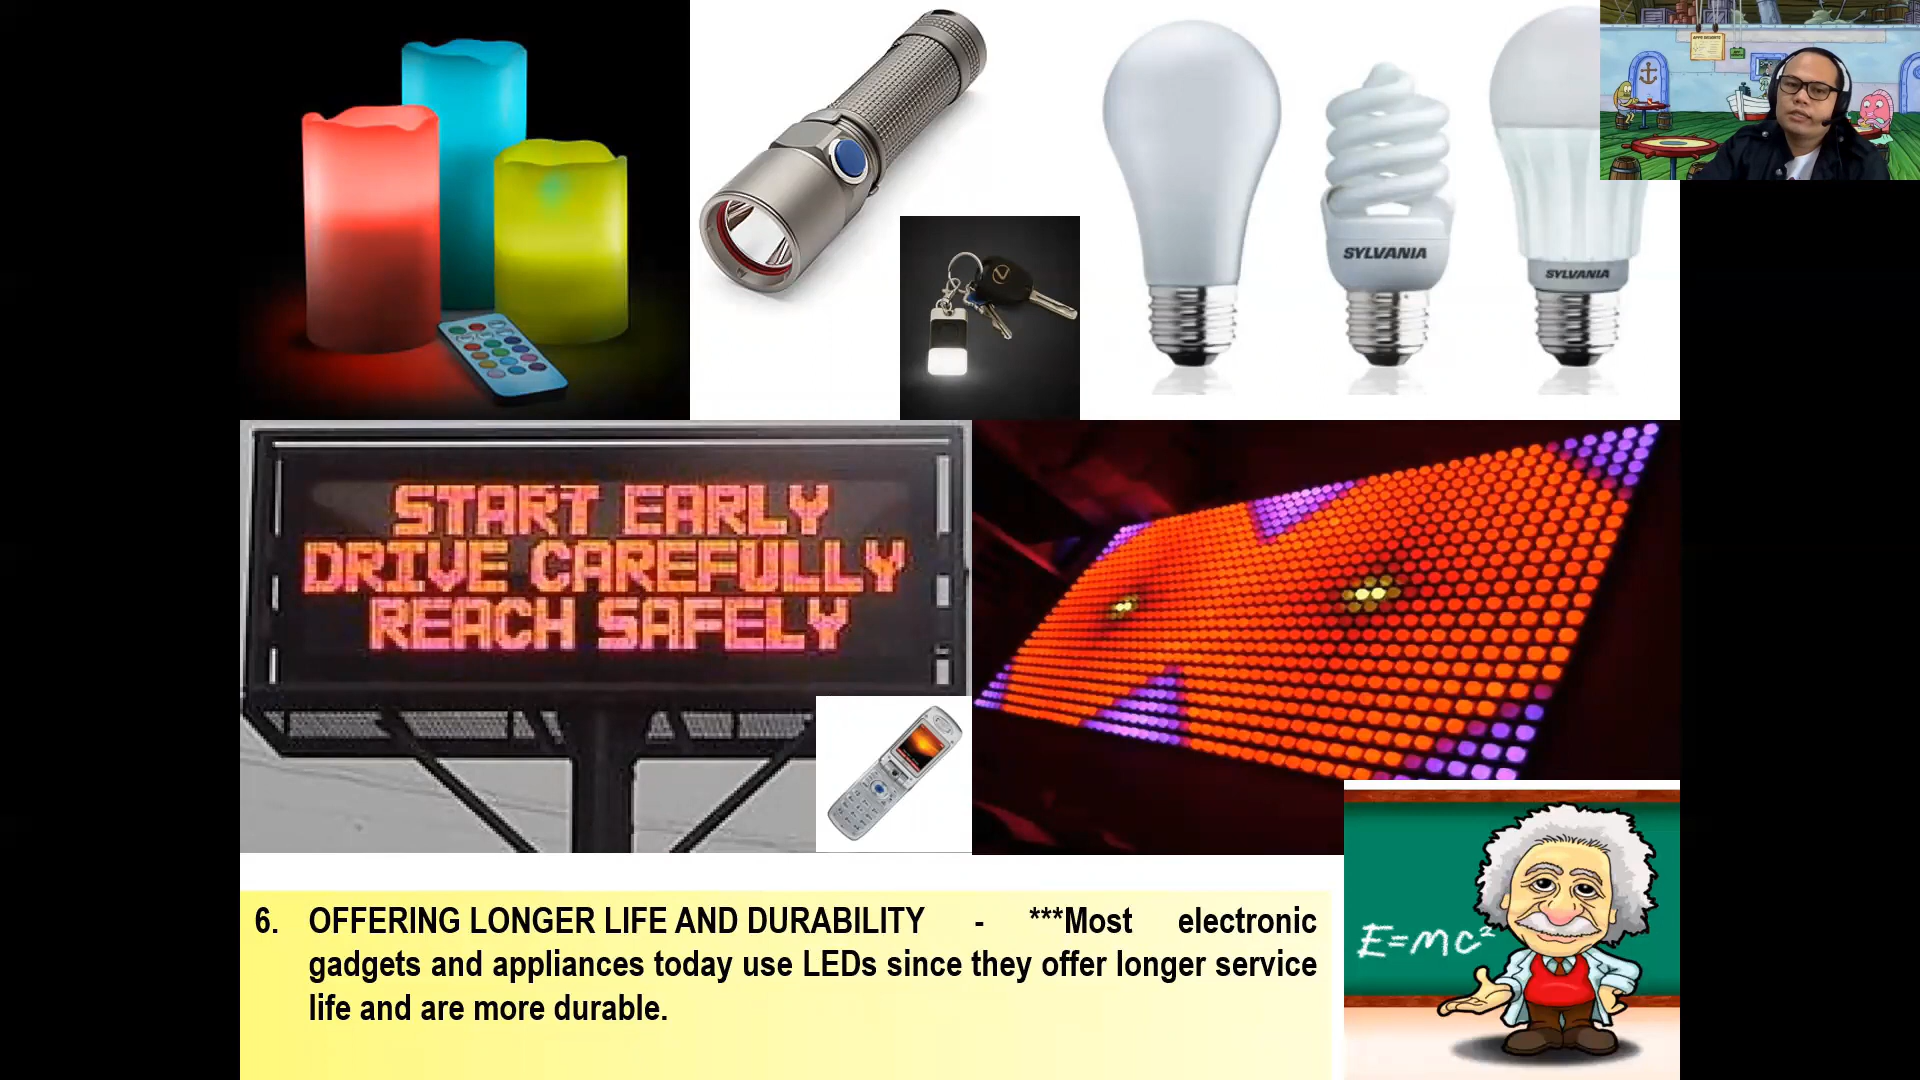 SYLVANIA
SYLVANIA
START EARLY
DRIVE CAREFULLY
REACH SAFELY
6. OFFERING LONGER LIFE AND DURABILITY - ***Most electronic
gadgets and appliances today use LEDs since they offer longer service
life and are more durable.
E=mc²